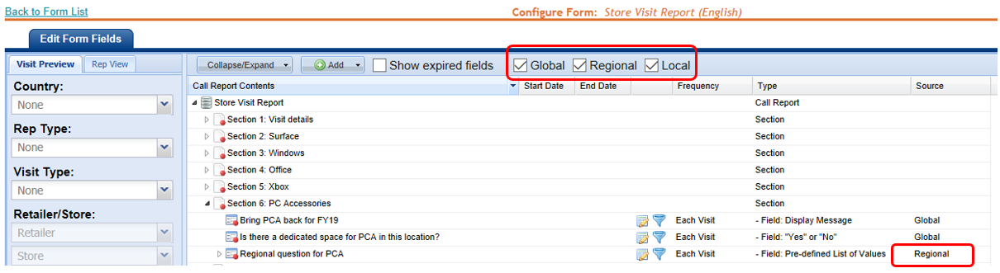 Back to Form List
Configure Form: Store Visit Report (English)
Edit Form Fields
Visit Preview Rep View
Collapse/Expand Add Show expired fields Global Regional Local
Country:
None
Rep Type:
None
Visit Type:
None
Retailer/Store:
Retailer
Store
Call Report Contents Start Date End Date Frequency Type Source
Store Visit Report Call Report
Section 1: Visit details Section
Section 2: Surface Section
Section 3: Windows Section
Section 4: Office Section
Section 5: Xbox Section
Section 6: PC Accessories Section
Bring PCA back for FY19 Each Visit - Field: Display Message Global
Is there a dedicated space for PCA in this location? Each Visit - Field: "Yes" or "No" Global
Regional question for PCA Each Visit - Field: Pre-defined List of Values Regional